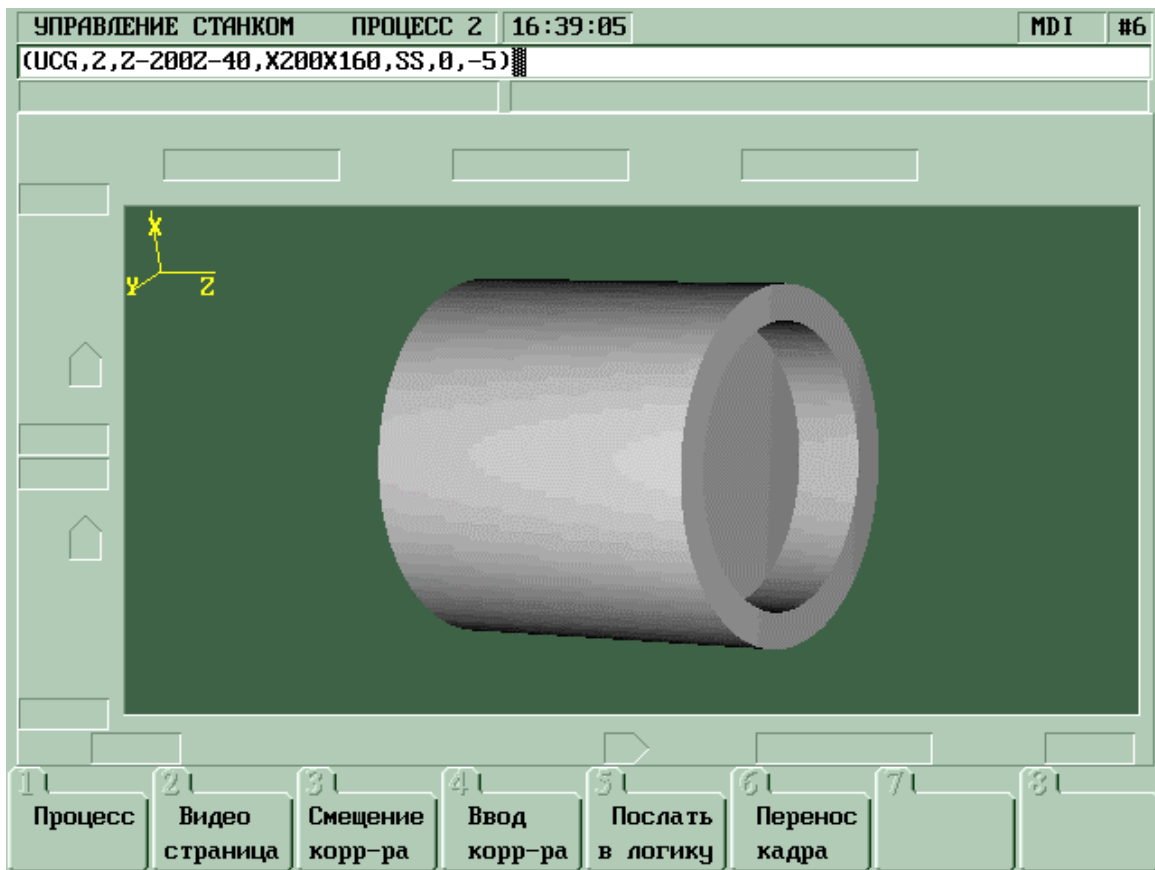 УПРАВЛЕНИЕ СТАНКОМ ПРОЦЕСС 2 16:39:05 MDI #6
(UCG,2,Z-200Z-40,X200X160,SS,0,-5)
X
Y Z
1 2 3 4 5 6 7 8
Процесс Видео Смещение Ввод Послать Перенос
страница корр-ра корр-ра в логику кадра